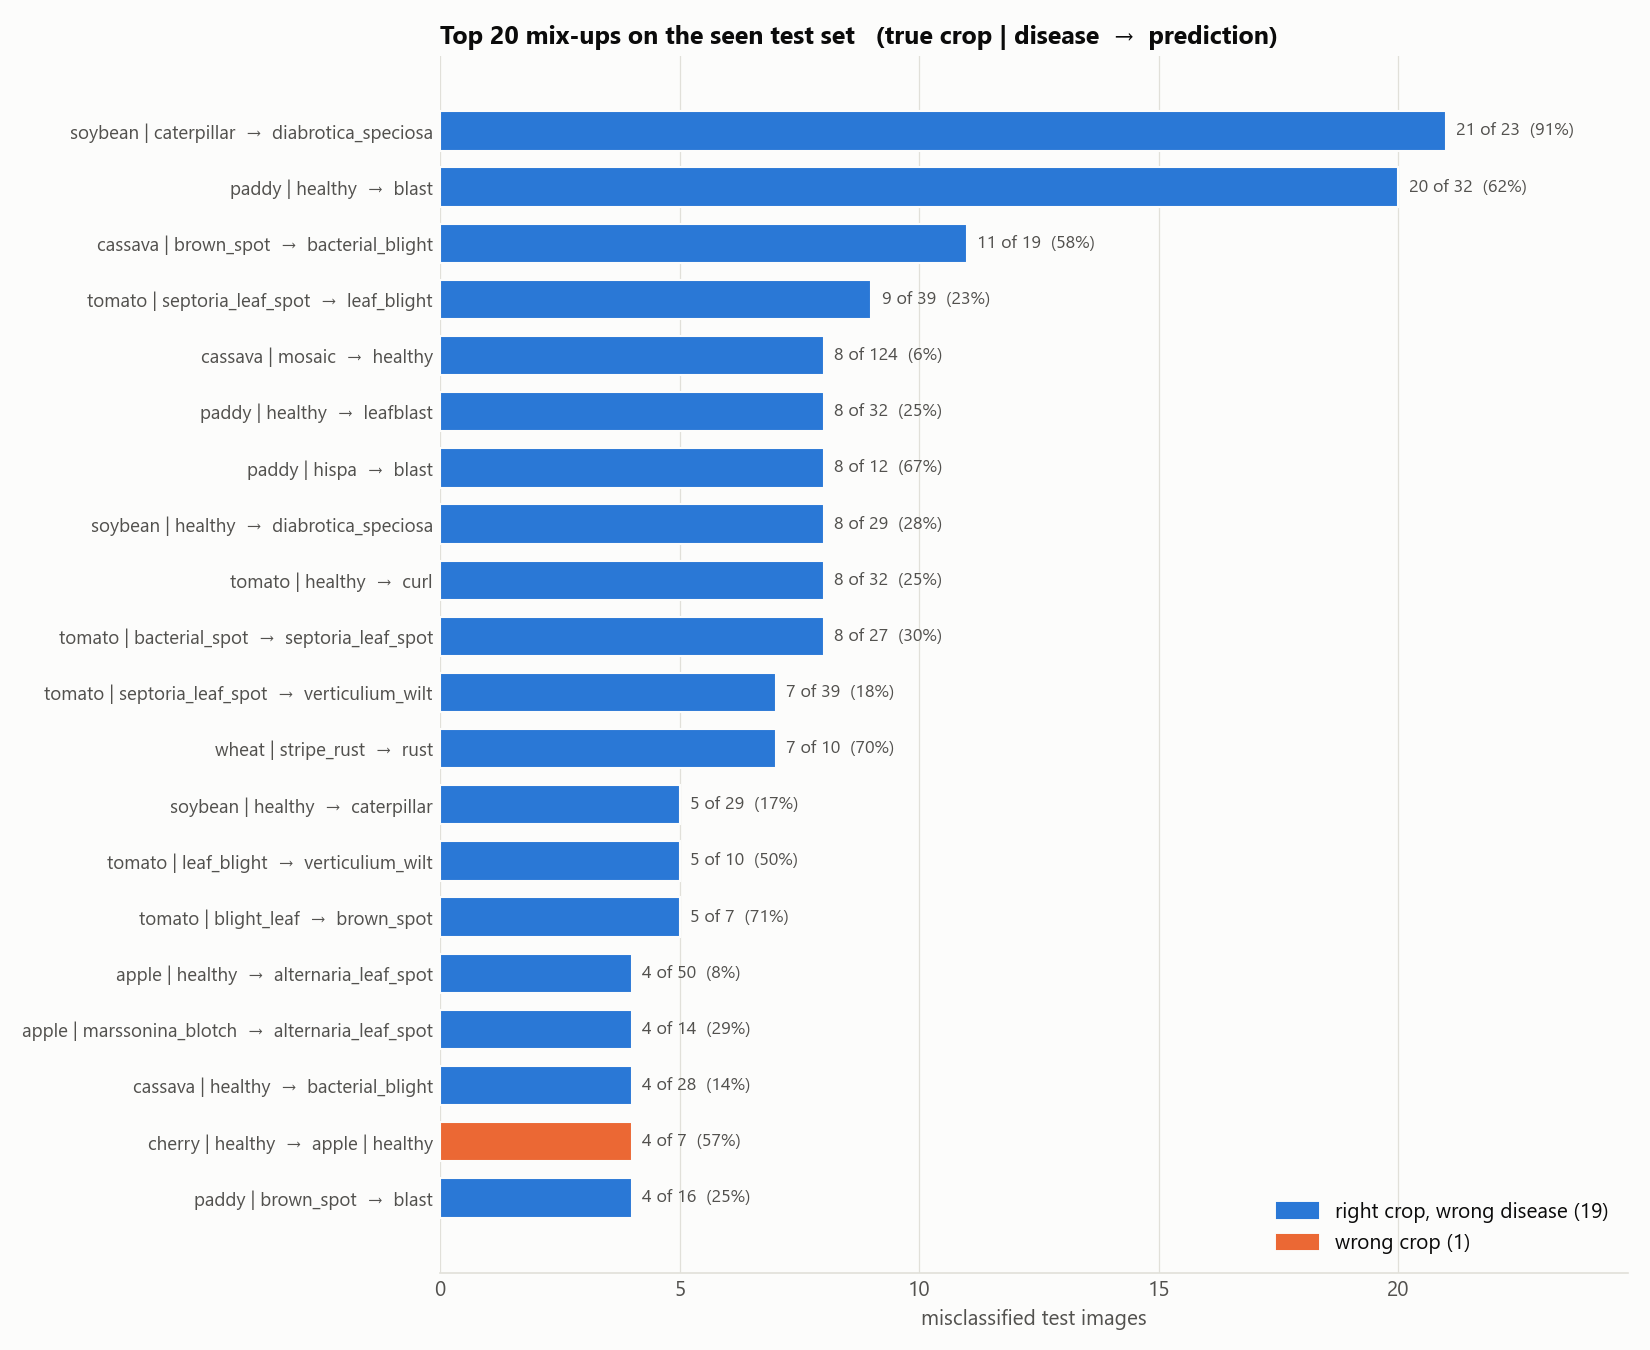 Top 20 mix-ups on the seen test set (true crop | disease → prediction)
soybean | caterpillar → diabrotica_speciosa 21 of 23 (91%)
paddy | healthy → blast 20 of 32 (62%)
cassava | brown_spot → bacterial_blight 11 of 19 (58%)
tomato | septoria_leaf_spot → leaf_blight 9 of 39 (23%)
cassava | mosaic → healthy 8 of 124 (6%)
paddy | healthy → leafblast 8 of 32 (25%)
paddy | hispa → blast 8 of 12 (67%)
soybean | healthy → diabrotica_speciosa 8 of 29 (28%)
tomato | healthy → curl 8 of 32 (25%)
tomato | bacterial_spot → septoria_leaf_spot 8 of 27 (30%)
tomato | septoria_leaf_spot → verticulium_wilt 7 of 39 (18%)
wheat | stripe_rust → rust 7 of 10 (70%)
soybean | healthy → caterpillar 5 of 29 (17%)
tomato | leaf_blight → verticulium_wilt 5 of 10 (50%)
tomato | blight_leaf → brown_spot 5 of 7 (71%)
apple | healthy → alternaria_leaf_spot 4 of 50 (8%)
apple | marssonina_blotch → alternaria_leaf_spot 4 of 14 (29%)
cassava | healthy → bacterial_blight 4 of 28 (14%)
cherry | healthy → apple | healthy 4 of 7 (57%)
paddy | brown_spot → blast 4 of 16 (25%)
right crop, wrong disease (19)
wrong crop (1)
0 5 10 15 20
misclassified test images